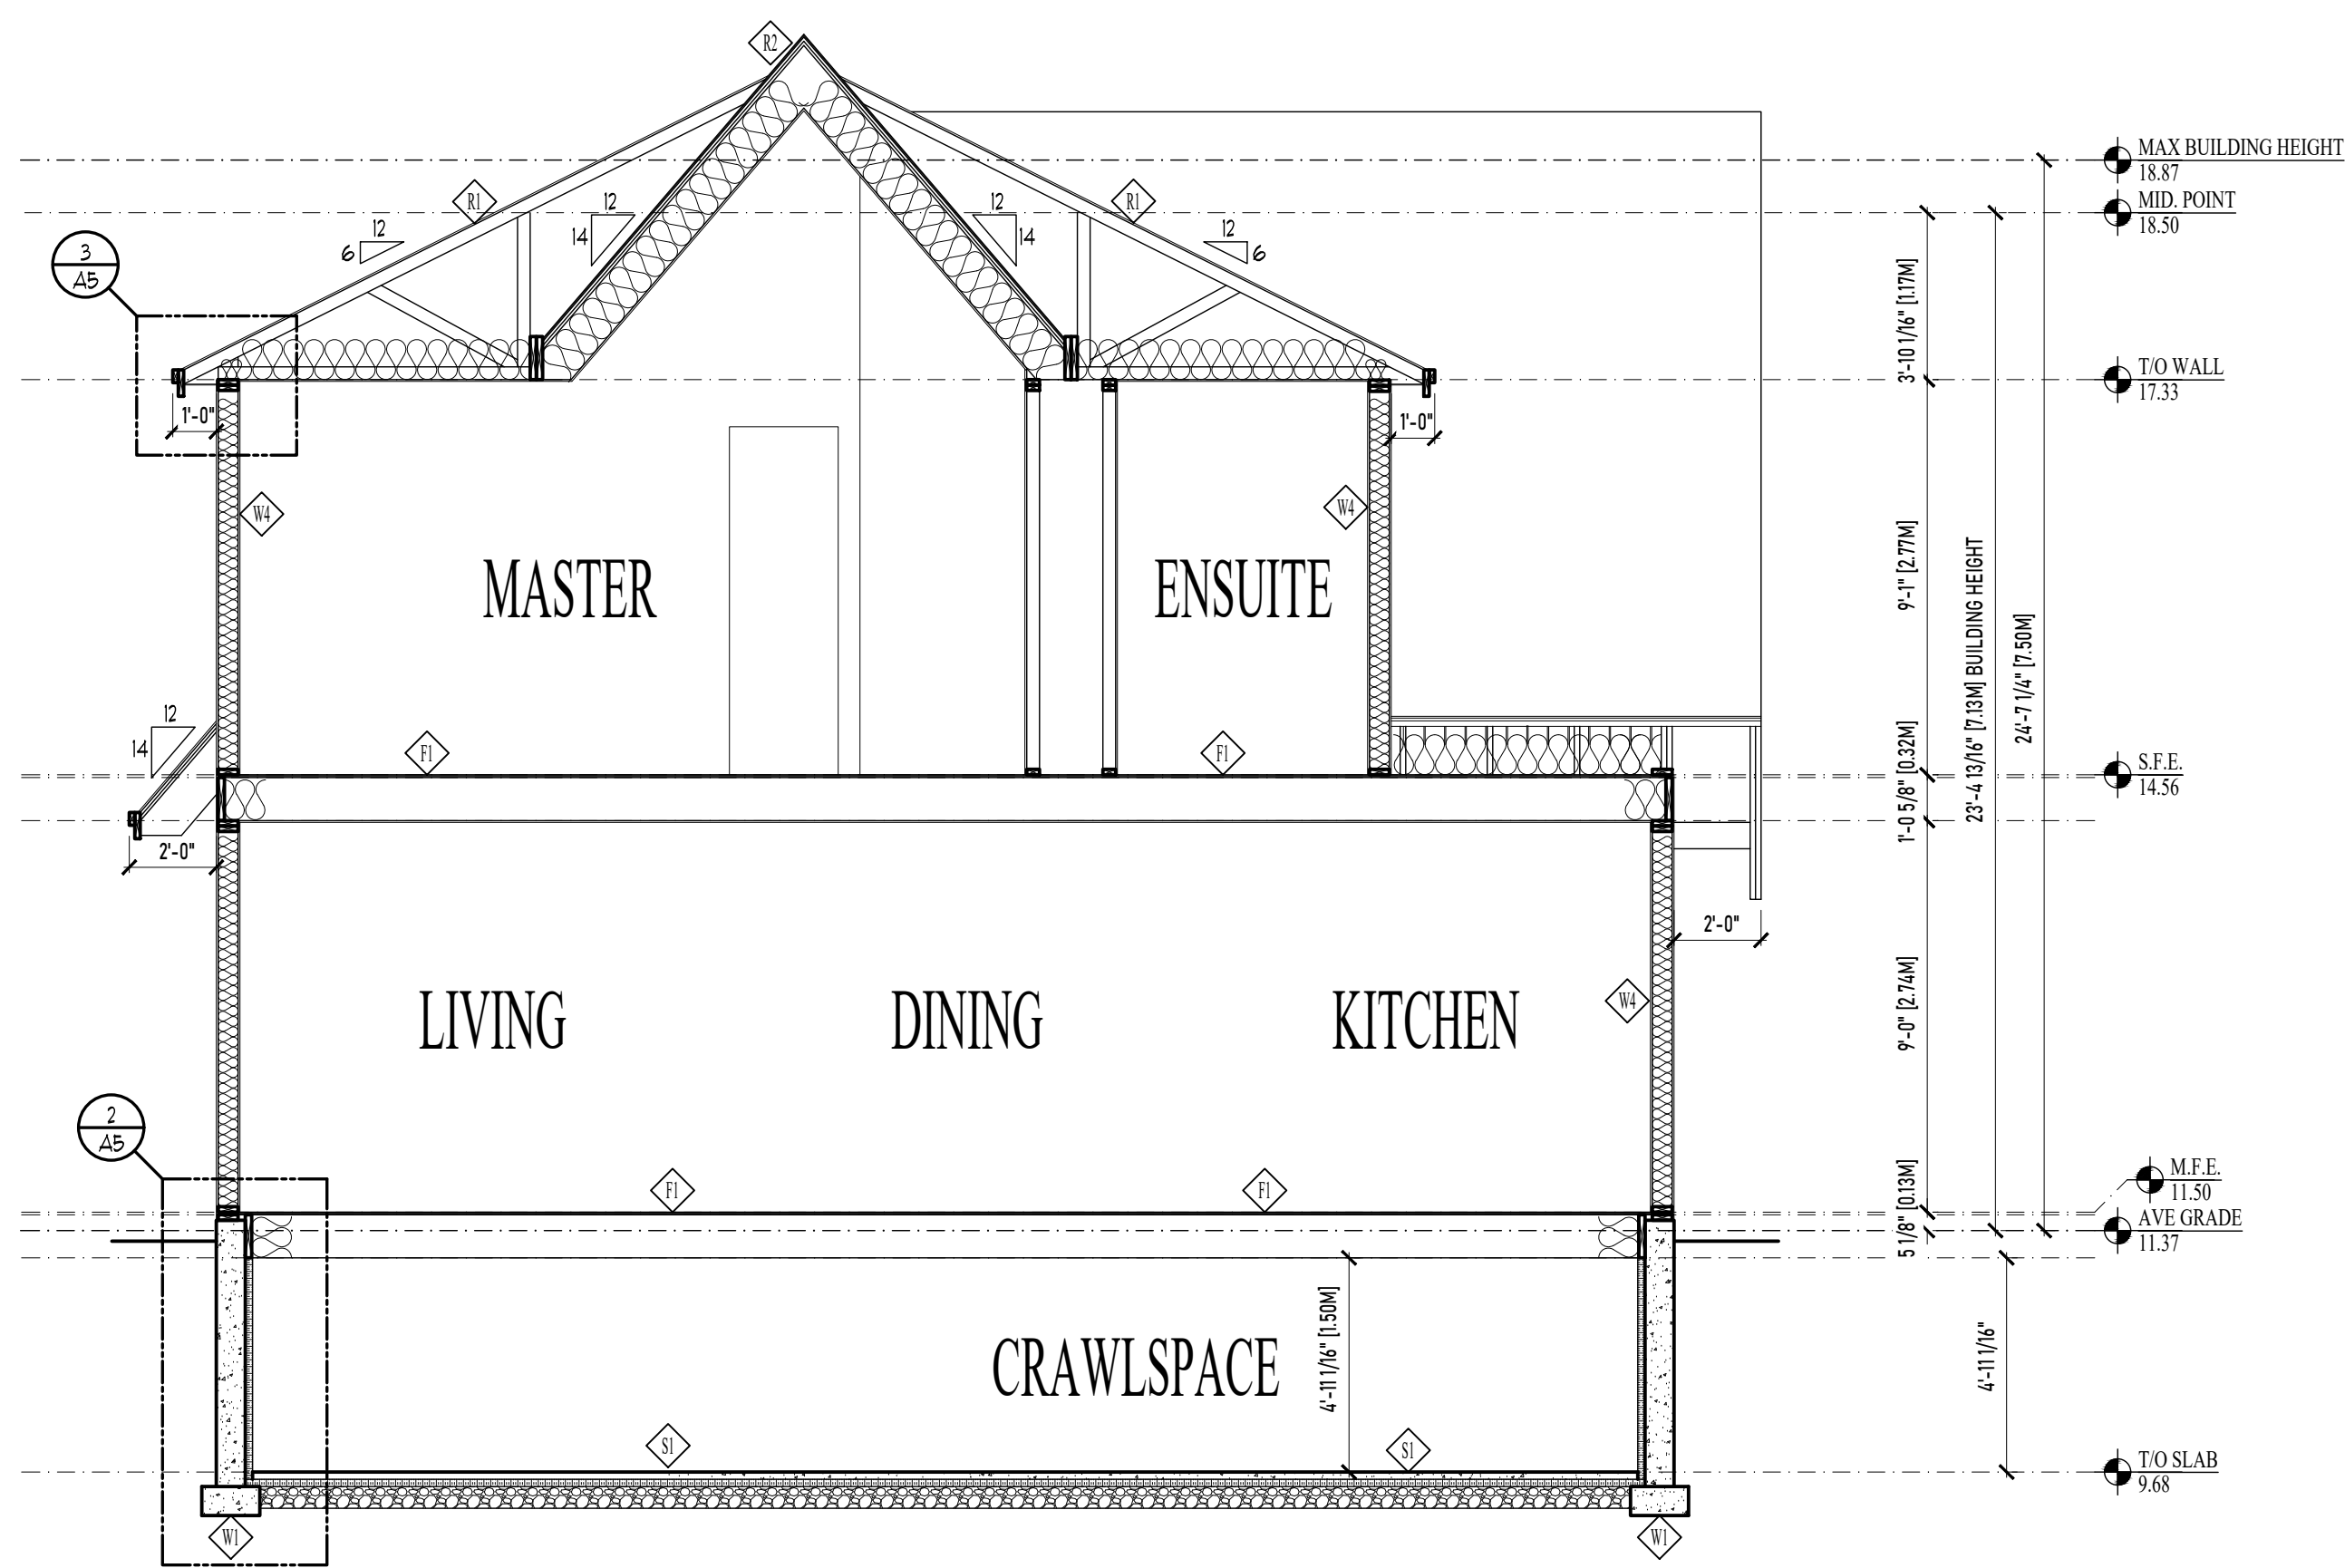 R2
MAX BUILDING HEIGHT
18.87
R1
R1
MID. POINT
18.50
12
6
12
14
12
14
12
6
3
A5
3'-10 1/16" [1.17M]
T/O WALL
17.33
1'-0"
1'-0"
W4
W4
MASTER
ENSUITE
9'-1" [2.77M]
23'-4 13/16" [7.13M] BUILDING HEIGHT
24'-7 1/4" [7.50M]
12
14
F1
F1
1'-0 5/8" [0.32M]
S.F.E.
14.56
2'-0"
2'-0"
LIVING
DINING
KITCHEN
W4
9'-0" [2.74M]
2
A5
F1
F1
5 1/8" [0.13M]
M.F.E.
11.50
AVE GRADE
11.37
CRAWLSPACE
4'-11 1/16" [1.50M]
4'-11 1/16"
S1
S1
T/O SLAB
9.68
W1
W1